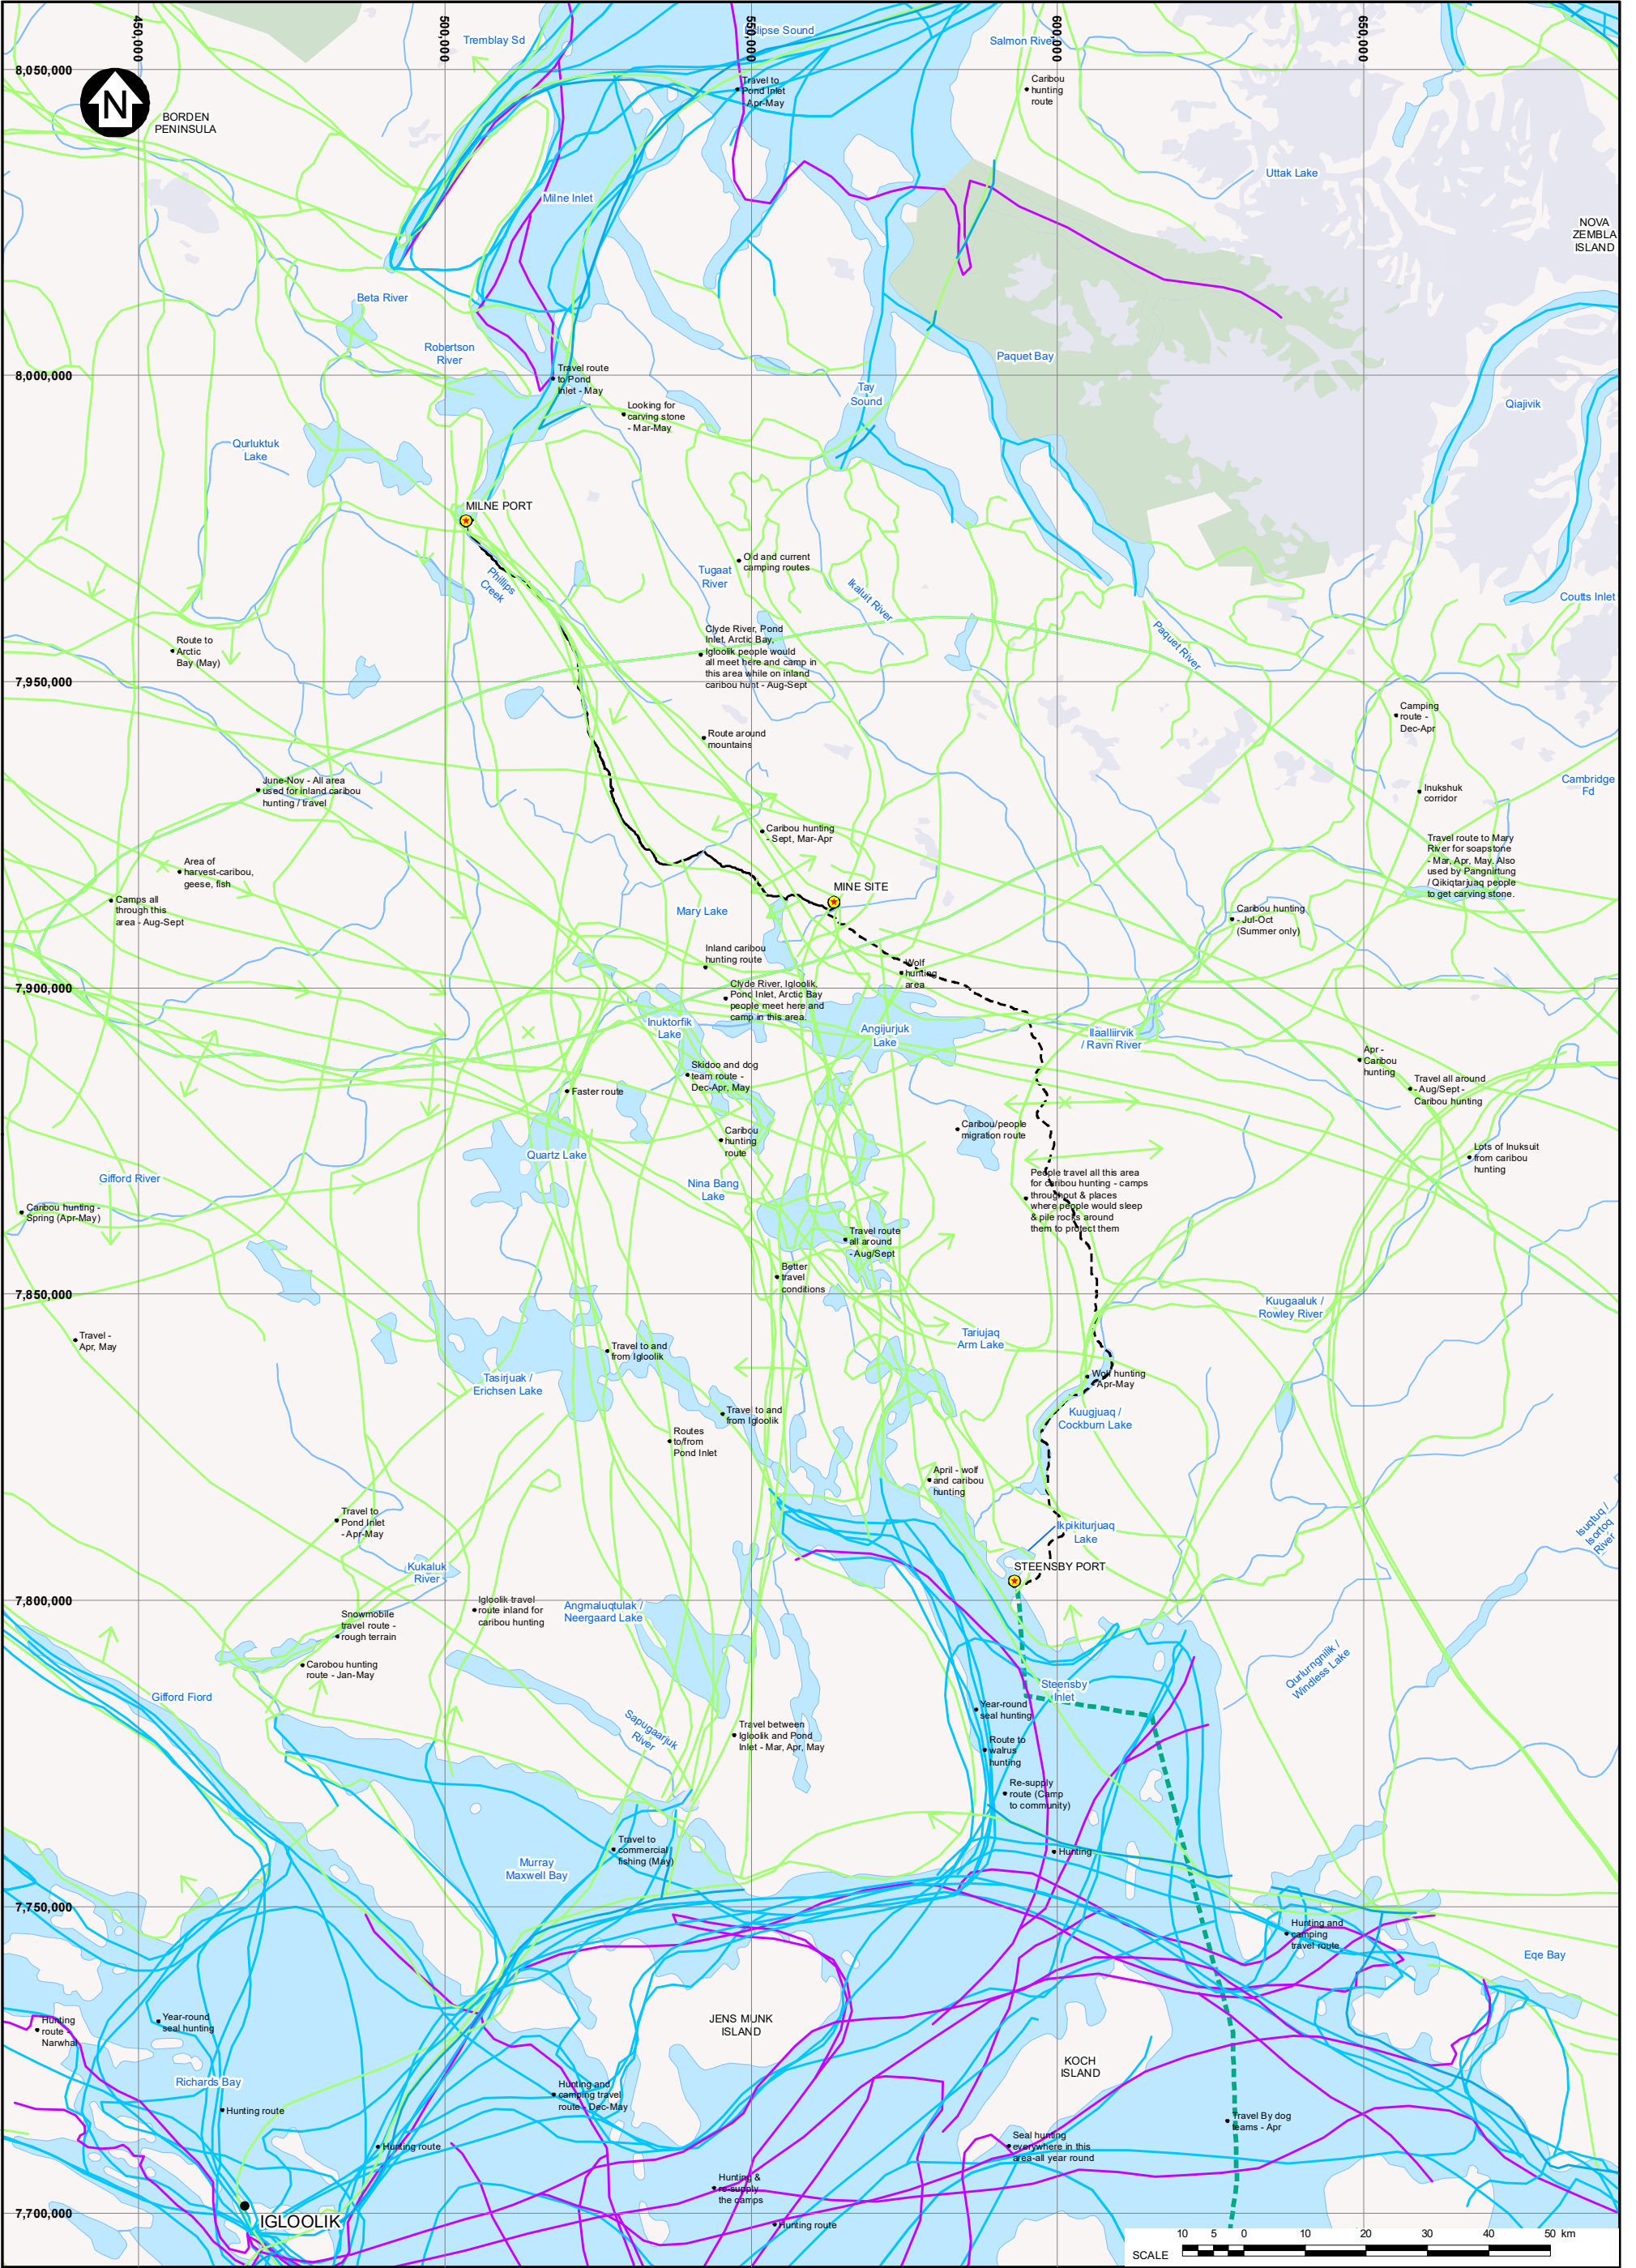 450,000
500,000
550,000
600,000
650,000
Tremblay Sd
Eclipse Sound
Salmon River
8,050,000
N
BORDEN
PENINSULA
Travel to
Pond Inlet
- Apr-May
Caribou
hunting
route
Uttak Lake
Milne Inlet
NOVA
ZEMBLA
ISLAND
Beta River
Robertson
River
Paquet Bay
8,000,000
Travel route
to Pond
Inlet - May
Tay
Sound
Looking for
carving stone
- Mar-May
Qiajivik
Qurluktuk
Lake
MILNE PORT
Phillips
Creek
Old and current
camping routes
Tugaat
River
Ikaluit River
Coutts Inlet
Paquet River
Route to
Arctic
Bay (May)
Clyde River, Pond
Inlet, Arctic Bay,
Igloolik people would
all meet here and camp in
this area while on inland
caribou hunt - Aug-Sept
7,950,000
Camping
route -
Dec-Apr
Route around
mountains
June-Nov - All area
used for inland caribou
hunting / travel
Cambridge
Fd
Inukshuk
corridor
Caribou hunting
- Sept, Mar-Apr
Travel route to Mary
River for soapstone
- Mar, Apr, May. Also
used by Pangnirtung
/ Qikiqtarjuaq people
to get carving stone.
Area of
harvest-caribou,
geese, fish
MINE SITE
Camps all
through this
area - Aug-Sept
Mary Lake
Caribou hunting
- Jul-Oct
(Summer only)
Inland caribou
hunting route
Wolf
hunting
area
7,900,000
Clyde River, Igloolik,
Pond Inlet, Arctic Bay
people meet here and
camp in this area.
Inuktorfik
Lake
Angijurjuk
Lake
Ilaalliirvik
/ Ravn River
Apr -
Caribou
hunting
Skidoo and dog
team route -
Dec-Apr, May
Travel all around
- Aug/Sept -
Caribou hunting
Faster route
Caribou/people
migration route
Caribou
hunting
route
Quartz Lake
Lots of Inuksuit
from caribou
hunting
Gifford River
Nina Bang
Lake
People travel all this area
for caribou hunting - camps
throughout & places
where people would sleep
& pile rocks around
them to protect them
Caribou hunting -
Spring (Apr-May)
Travel route
all around
- Aug/Sept
Better
travel
conditions
7,850,000
Kuugaaluk /
Rowley River
Travel -
Apr, May
Tariujaq
Arm Lake
Travel to and
from Igloolik
Wolf hunting
- Apr-May
Tasirjuak /
Erichsen Lake
Travel to and
from Igloolik
Kuugjuaq /
Cockburn Lake
Routes
to/from
Pond Inlet
April - wolf
and caribou
hunting
Travel to
Pond Inlet
- Apr-May
Ikpikiturjuaq
Lake
Isuqtuq /
Isortoq
River
Kukaluk
River
STEENSBY PORT
7,800,000
Igloolik travel
route inland for
caribou hunting
Angmaluqtulak /
Neergaard Lake
Snowmobile
travel route -
rough terrain
Carobou hunting
route - Jan-May
Qurlurngnilik /
Windless Lake
Gifford Fiord
Steensby
Inlet
Year-round
seal hunting
Sapugaarjuk
River
Travel between
Igloolik and Pond
Inlet - Mar, Apr, May
Route to
walrus
hunting
Re-supply
route (Camp
to community)
Travel to
commercial
fishing (May)
Hunting
Murray
Maxwell Bay
7,750,000
Hunting and
camping
travel route
Eqe Bay
Year-round
seal hunting
Hunting
route -
Narwhal
JENS MUNK
ISLAND
KOCH
ISLAND
Richards Bay
Hunting and
camping travel
route - Dec-May
Hunting route
Travel By dog
teams - Apr
Hunting route
Seal hunting
everywhere in this
area-all year round
Hunting &
re-supply
the camps
7,700,000
IGLOOLIK
Hunting route
10 5 0 10 20 30 40 50 km
SCALE